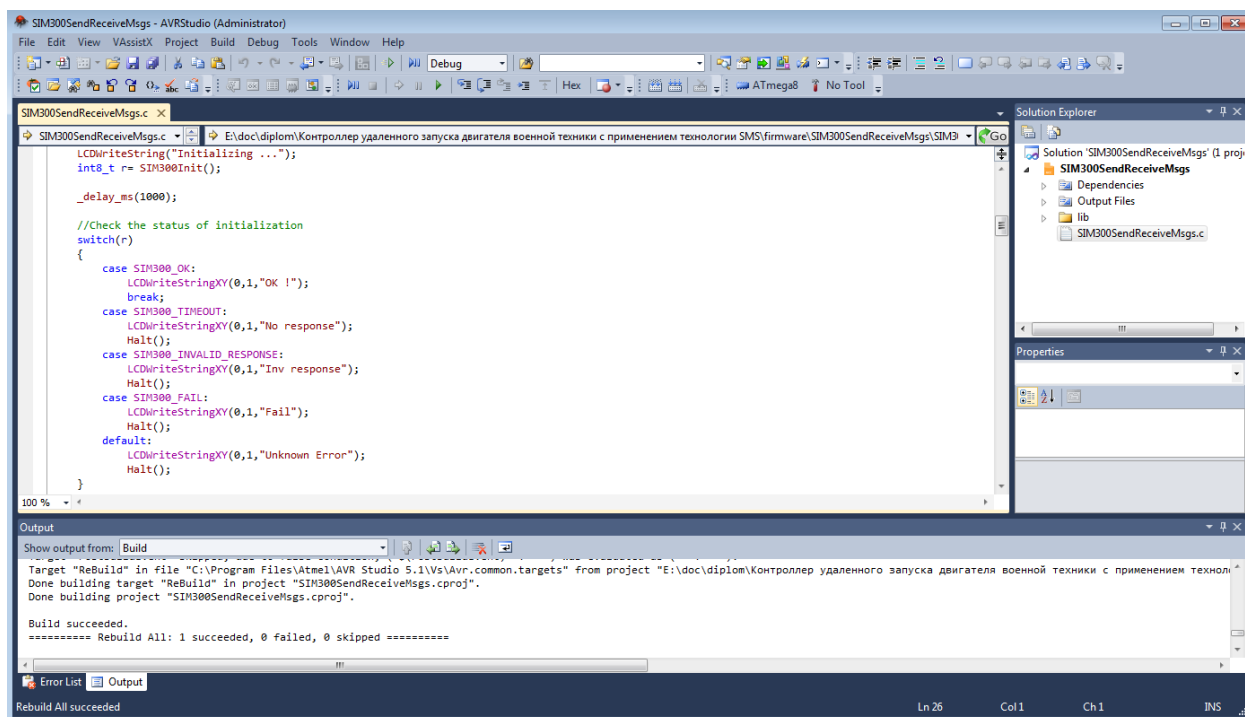 SIM300SendReceiveMsgs - AVRStudio (Administrator)
File Edit View VAssistX Project Build Debug Tools Window Help
Debug
Hex ATmega8 No Tool
SIM300SendReceiveMsgs.c
SIM300SendReceiveMsgs.c E:\doc\diplom\Контроллер удаленного запуска двигателя военной техники с применением технологии SMS\firmware\SIM300SendReceiveMsgs\SIM3 Go
LCDWriteString("Initializing ...");
int8_t r= SIM300Init();
_delay_ms(1000);
//Check the status of initialization
switch(r)
{
case SIM300_OK:
LCDWriteStringXY(0,1,"OK !");
break;
case SIM300_TIMEOUT:
LCDWriteStringXY(0,1,"No response");
Halt();
case SIM300_INVALID_RESPONSE:
LCDWriteStringXY(0,1,"Inv response");
Halt();
case SIM300_FAIL:
LCDWriteStringXY(0,1,"Fail");
Halt();
default:
LCDWriteStringXY(0,1,"Unknown Error");
Halt();
}
100 %
Solution Explorer
Solution 'SIM300SendReceiveMsgs' (1 proje
SIM300SendReceiveMsgs
Dependencies
Output Files
lib
SIM300SendReceiveMsgs.c
Properties
Output
Show output from: Build
Target "ReBuild" in file "C:\Program Files\Atmel\AVR Studio 5.1\Vs\Avr.common.targets" from project "E:\doc\diplom\Контроллер удаленного запуска двигателя военной техники с применением технол
Done building target "ReBuild" in project "SIM300SendReceiveMsgs.cproj".
Done building project "SIM300SendReceiveMsgs.cproj".
Build succeeded.
========== Rebuild All: 1 succeeded, 0 failed, 0 skipped ==========
Error List Output
Rebuild All succeeded Ln 26 Col 1 Ch 1 INS